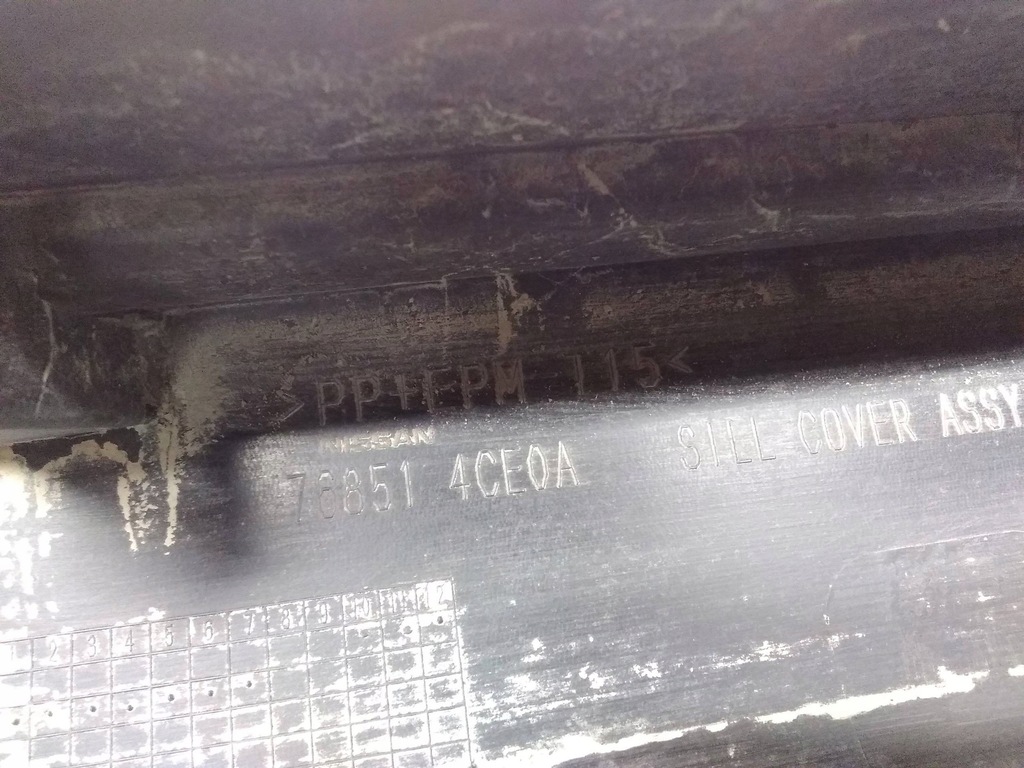 >PP+EPM T15<
NISSAN
76851 4CE0A SILL COVER ASSY
1 2 3 4 5 6 7 8 9 10 11 12